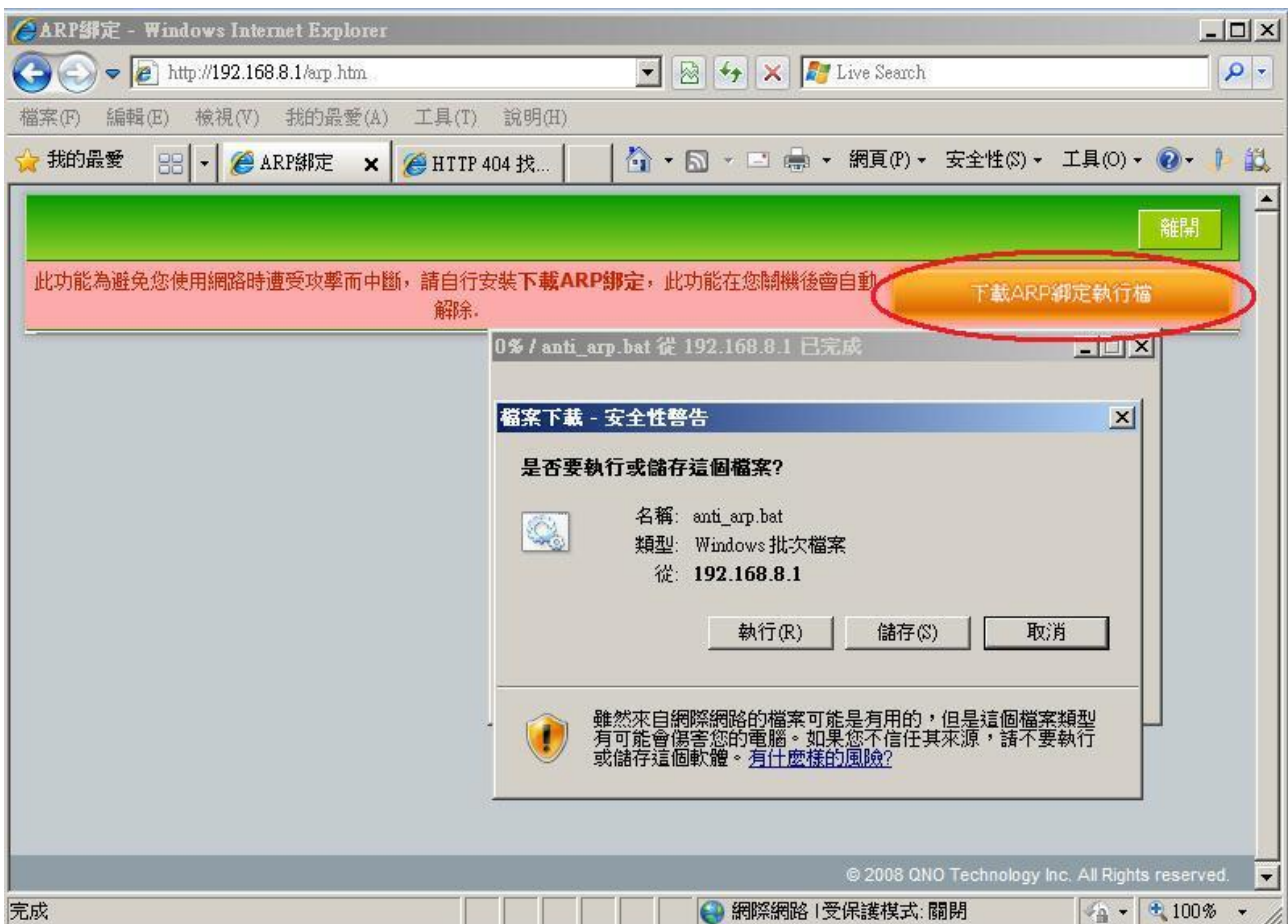 ARP綁定 - Windows Internet Explorer
http://192.168.8.1/arp.htm
Live Search
檔案(F) 編輯(E) 檢視(V) 我的最愛(A) 工具(T) 說明(H)
我的最愛
ARP綁定
HTTP 404 找...
網頁(P)
安全性(S)
工具(O)
離開
此功能為避免您使用網路時遭受攻擊而中斷，請自行安裝下載ARP綁定，此功能在您關機後會自動
解除.
下載ARP綁定執行檔
0% / anti_arp.bat 從 192.168.8.1 已完成
檔案下載 - 安全性警告
是否要執行或儲存這個檔案?
名稱: anti_arp.bat
類型: Windows 批次檔案
從: 192.168.8.1
執行(R)
儲存(S)
取消
雖然來自網際網路的檔案可能是有用的，但是這個檔案類型
有可能會傷害您的電腦。如果您不信任其來源，請不要執行
或儲存這個軟體。有什麼樣的風險?
© 2008 QNO Technology Inc. All Rights reserved.
完成
網際網路 | 受保護模式: 關閉
100%